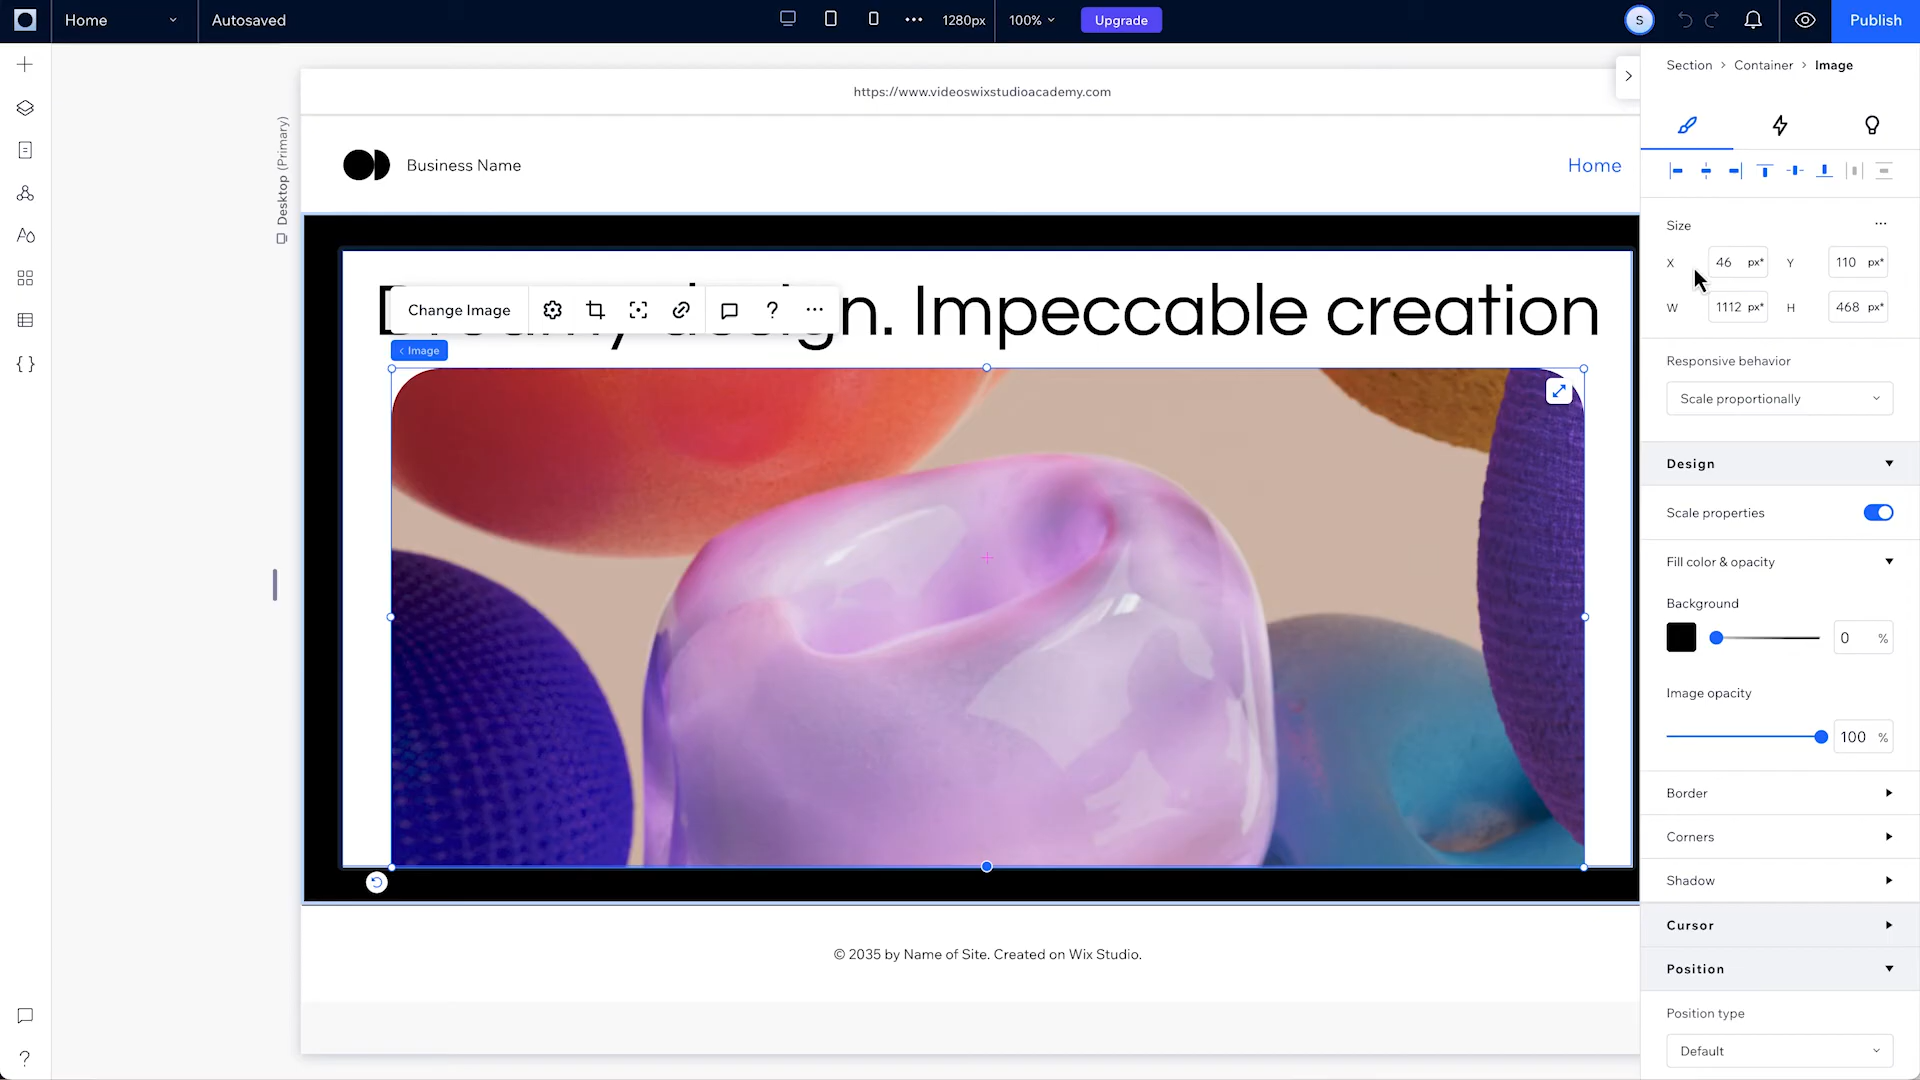 Home
Autosaved
1280px
100%
Upgrade
S
Publish
Section > Container > Image
https://www.videoswixstudioacademy.com
Desktop (Primary)
Business Name
Home
Size
X 46 px* Y 110 px*
W 1112 px* H 468 px*
design. Impeccable creation
Change Image
< Image
Responsive behavior
Scale proportionally
Design
Scale properties
Fill color & opacity
Background
0 %
Image opacity
100 %
Border
Corners
Shadow
Cursor
Position
Position type
Default
© 2035 by Name of Site. Created on Wix Studio.